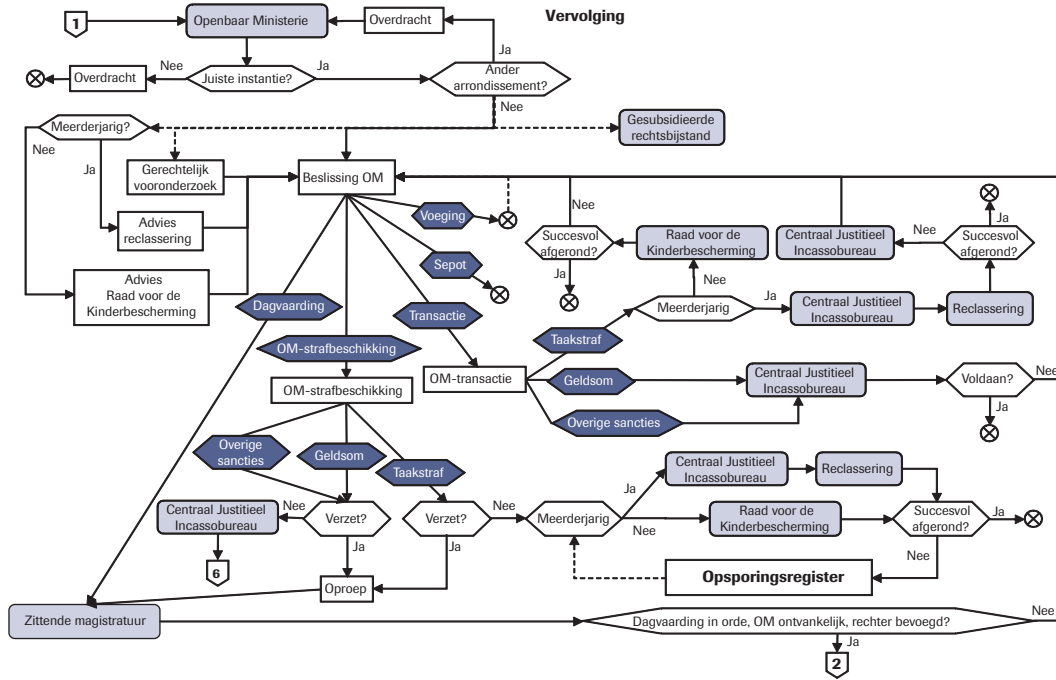 Vervolging
1
Openbaar Ministerie
Overdracht
Ja
Overdracht
Nee
Juiste instantie?
Ja
Ander
arrondissement?
Nee
Meerderjarig?
Nee
Ja
Gesubsidieerde
rechtsbijstand
Gerechtelijk
vooronderzoek
Beslissing OM
Advies
reclassering
Advies
Raad voor de
Kinderbescherming
Voeging
Sepot
Dagvaarding
Transactie
OM-strafbeschikking
Nee
Succesvol
afgerond?
Ja
Raad voor de
Kinderbescherming
Nee
Centraal Justitieel
Incassobureau
Nee
Ja
Succesvol
afgerond?
Meerderjarig
Ja
Centraal Justitieel
Incassobureau
Reclassering
Taakstraf
OM-transactie
Geldsom
Centraal Justitieel
Incassobureau
Voldaan?
Nee
Ja
Overige sancties
OM-strafbeschikking
Overige
sancties
Geldsom
Taakstraf
Centraal Justitieel
Incassobureau
Nee
Verzet?
Ja
Verzet?
Ja
Nee
Meerderjarig
Ja
Nee
Centraal Justitieel
Incassobureau
Reclassering
Raad voor de
Kinderbescherming
Succesvol
afgerond?
Ja
Nee
6
Oproep
Opsporingsregister
Zittende magistratuur
Dagvaarding in orde, OM ontvankelijk, rechter bevoegd?
Nee
Ja
2